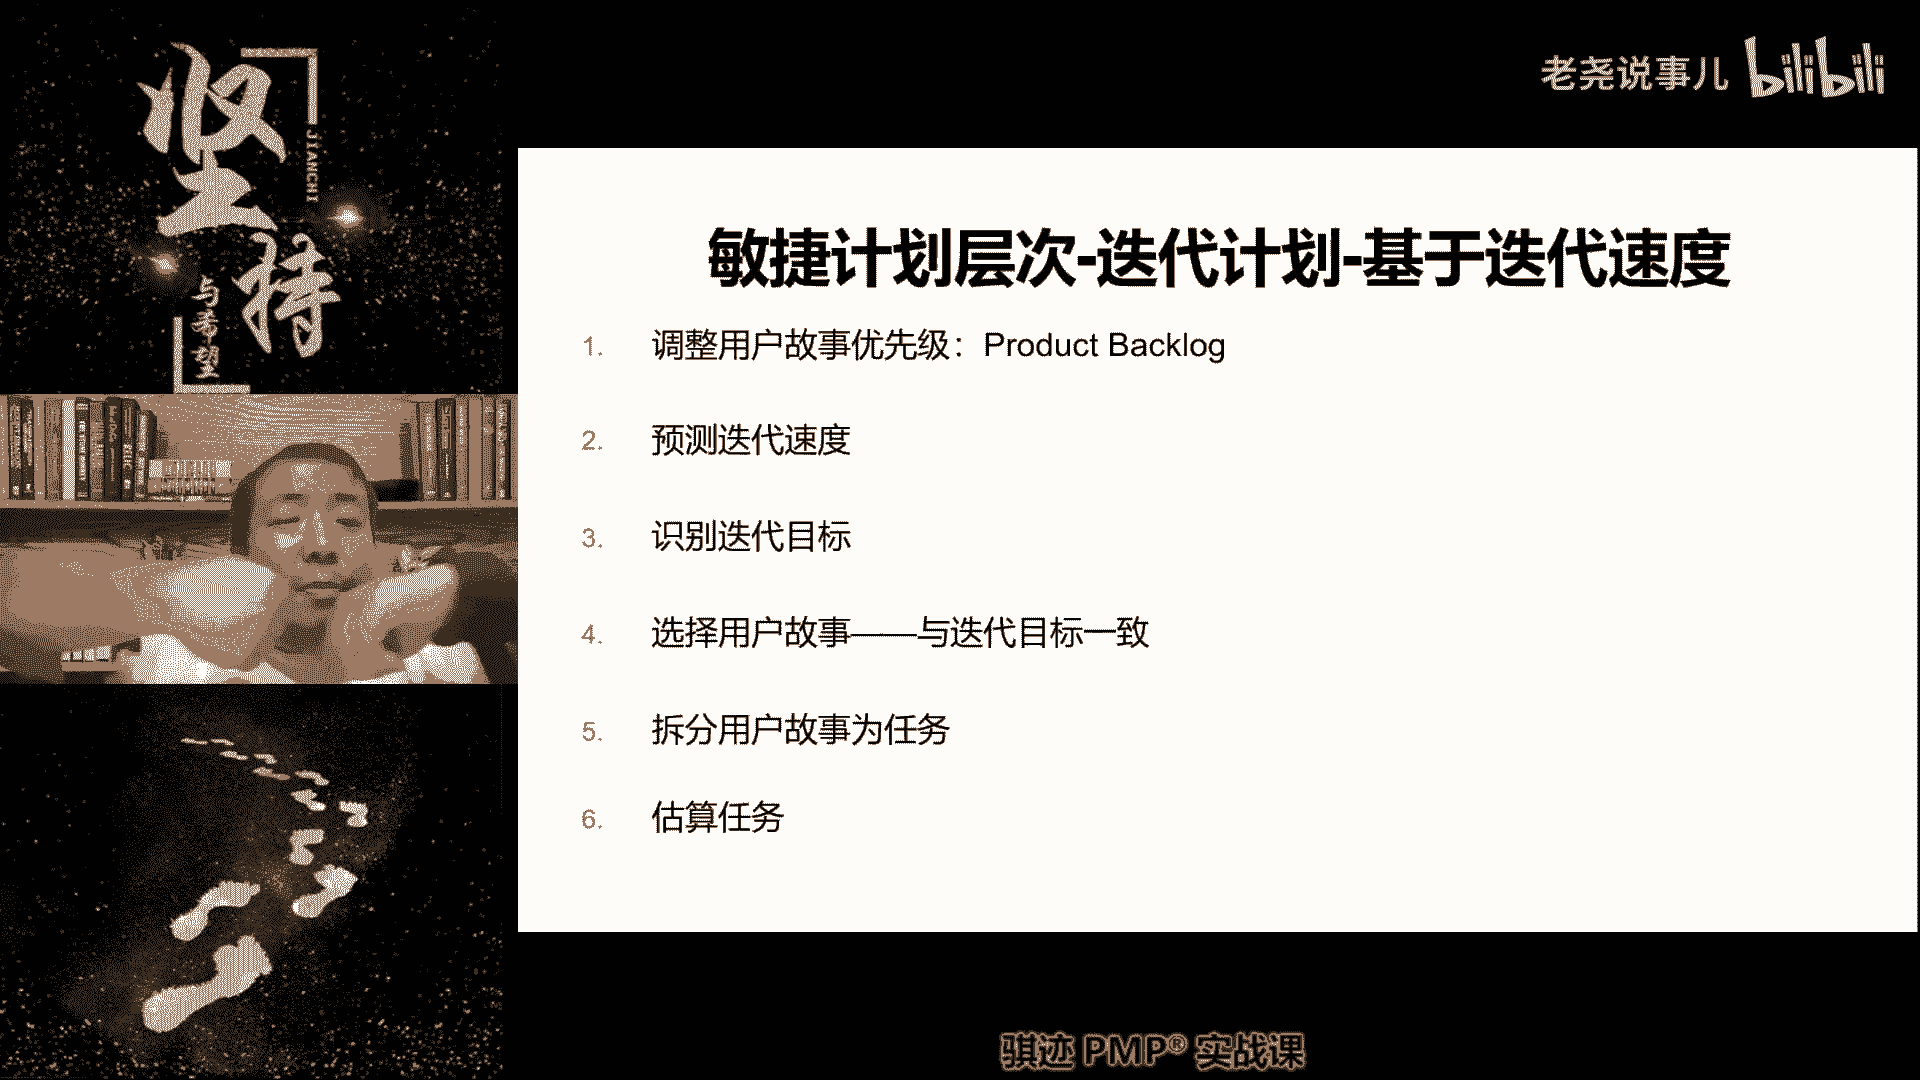 坚持
JIANCHI
与希望
老尧说事儿 bilibili
敏捷计划层次-迭代计划-基于迭代速度
1. 调整用户故事优先级：Product Backlog
2. 预测迭代速度
3. 识别迭代目标
4. 选择用户故事——与迭代目标一致
5. 拆分用户故事为任务
6. 估算任务
骐迹 PMP® 实战课